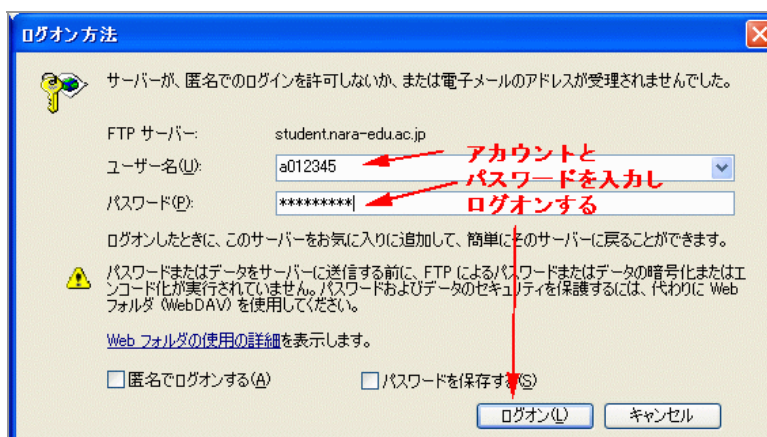 ログオン方法
サーバーが、匿名でのログインを許可しないか、または電子メールのアドレスが受理されませんでした。
FTP サーバー:
student.nara-edu.ac.jp
ユーザー名(U):
a012345
パスワード(P):
*********
アカウントと
パスワードを入力し
ログオンする
ログオンしたときに、このサーバーをお気に入りに追加して、簡単にそのサーバーに戻ることができます。
パスワードまたはデータをサーバーに送信する前に、FTP によるパスワードまたはデータの暗号化またはエ
ンコード化が実行されていません。パスワードおよびデータのセキュリティを保護するには、代わりに Web
フォルダ (WebDAV) を使用してください。
Web フォルダの使用の詳細を表示します。
匿名でログオンする(A)
パスワードを保存する(S)
ログオン(L)
キャンセル